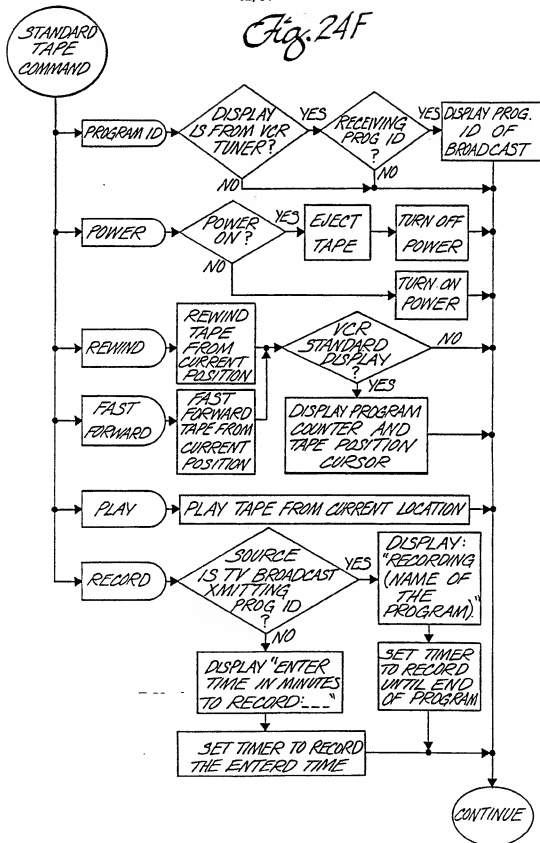 Fig. 24F
STANDARD
TAPE
COMMAND
PROGRAM ID
DISPLAY
IS FROM VCR
TUNER?
YES
NO
RECEIVING
PROG ID
?
YES
NO
DISPLAY PROG.
ID OF
BROADCAST
POWER
POWER
ON?
YES
NO
EJECT
TAPE
TURN OFF
POWER
TURN ON
POWER
REWIND
REWIND
TAPE
FROM
CURRENT
POSITION
VCR
STANDARD
DISPLAY
?
NO
YES
FAST
FORWARD
FAST
FORWARD
TAPE FROM
CURRENT
POSITION
DISPLAY PROGRAM
COUNTER AND
TAPE POSITION
CURSOR
PLAY
PLAY TAPE FROM CURRENT LOCATION
RECORD
SOURCE
IS TV BROADCAST
XMITTING
PROG ID
?
YES
NO
DISPLAY:
"RECORDING
(NAME OF
THE
PROGRAM)."
SET TIMER
TO RECORD
UNTIL END
OF PROGRAM
DISPLAY "ENTER
TIME IN MINUTES
TO RECORD:___"
SET TIMER TO RECORD
THE ENTERD TIME
CONTINUE